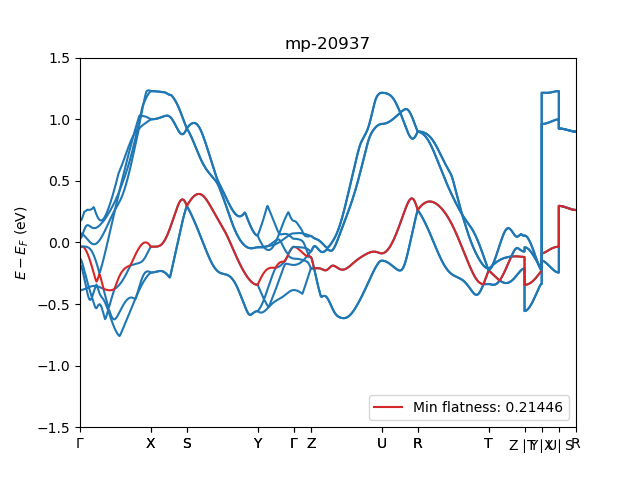 mp-20937
E − E_F (eV)
1.5
1.0
0.5
0.0
−0.5
−1.0
−1.5
Min flatness: 0.21446
Γ X S Y Γ Z U R T Z|T Y|X U|S R